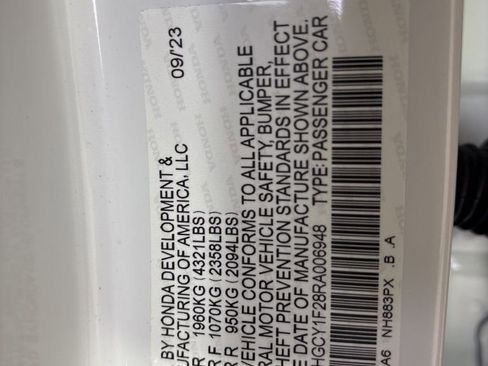 BY HONDA DEVELOPMENT &
UFACTURING OF AMERICA, LLC 09/23
R 1960KG (4321LBS)
R F 1070KG (2358LBS)
R R 950KG (2094LBS)
VEHICLE CONFORMS TO ALL APPLICABLE
RAL MOTOR VEHICLE SAFETY, BUMPER,
HEFT PREVENTION STANDARDS IN EFFECT
E DATE OF MANUFACTURE SHOWN ABOVE.
HGCY1F28RA006948 TYPE: PASSENGER CAR
A6 NH883PX .B .A